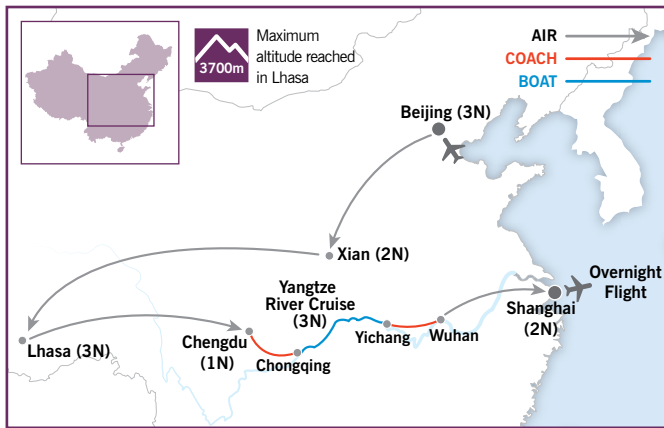 Maximum
altitude reached
in Lhasa
3700m
AIR
COACH
BOAT
Beijing (3N)
Xian (2N)
Yangtze
River Cruise
(3N)
Overnight
Flight
Shanghai
(2N)
Lhasa (3N)
Chengdu
(1N)
Chongqing
Yichang
Wuhan